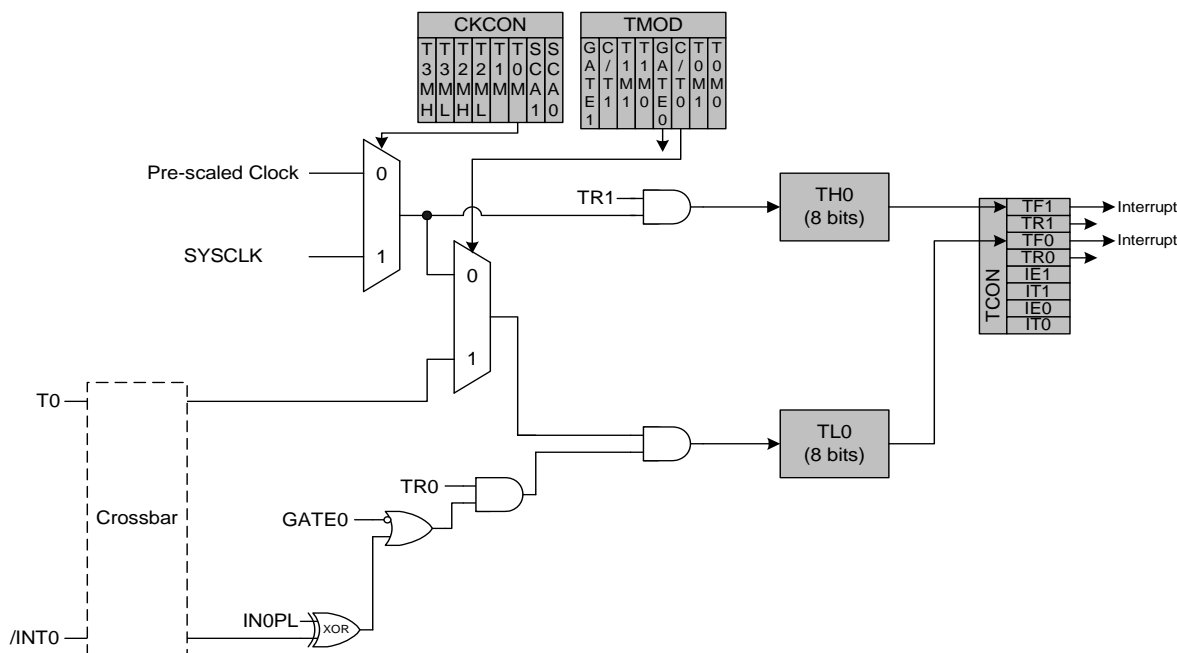 CKCON
T3MH T3ML T2MH T2ML T1M T0M SCA1 SCA0
TMOD
GATE1 C/T1 T1M1 T1M0 GATE0 C/T0 T0M1 T0M0
Pre-scaled Clock
0
SYSCLK
1
TR1
TH0
(8 bits)
TCON
TF1
Interrupt
TR1
TF0
Interrupt
TR0
IE1
IT1
IE0
IT0
0
1
T0
TL0
(8 bits)
TR0
Crossbar
GATE0
IN0PL
XOR
/INT0